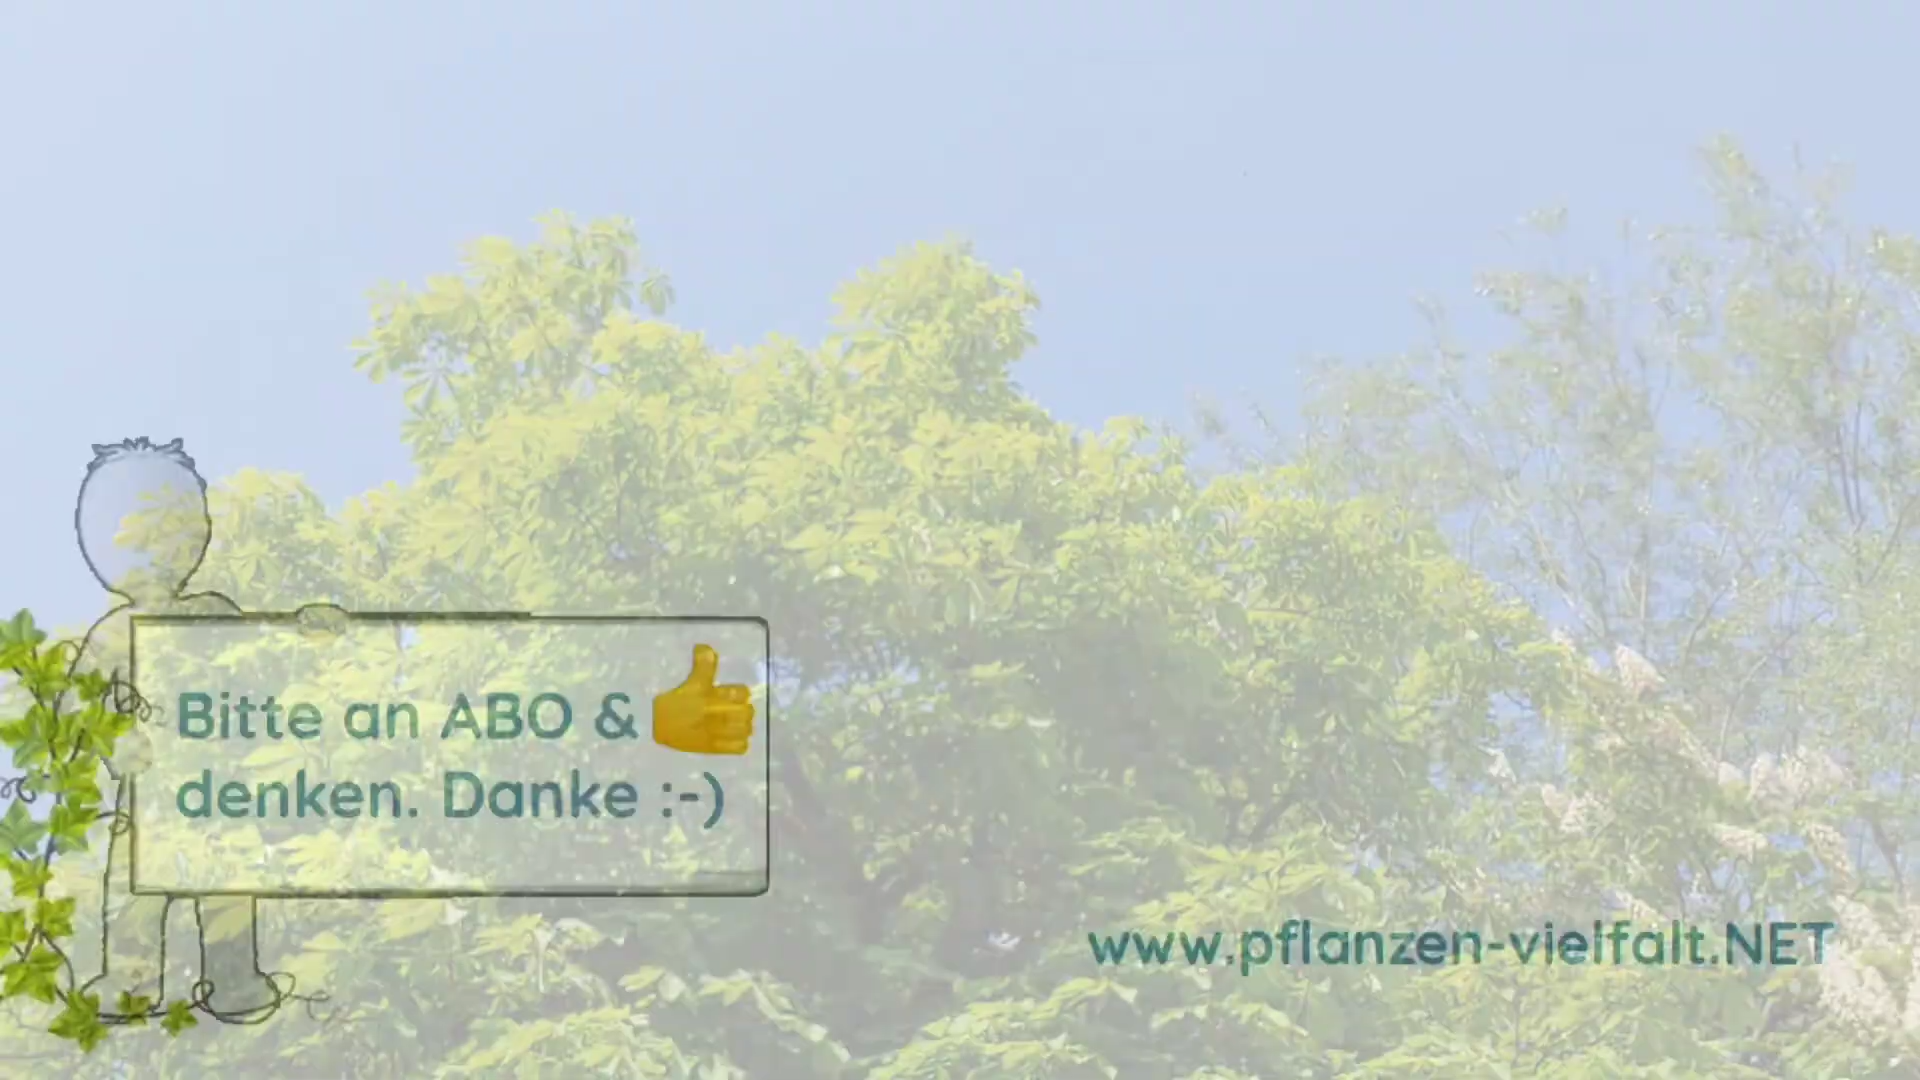 Bitte an ABO & 👍
denken. Danke :-)
www.pflanzen-vielfalt.NET